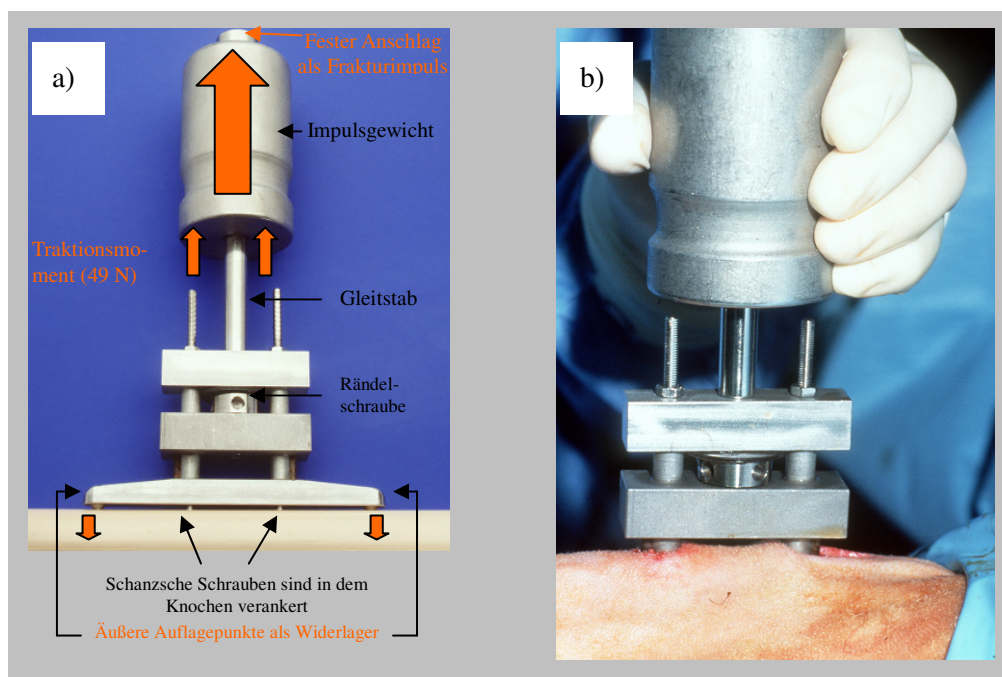 a)
Fester Anschlag
als Frakturimpuls
Impulsgewicht
Traktionsmo-
ment (49 N)
Gleitstab
Rändel-
schraube
Schanzsche Schrauben sind in dem
Knochen verankert
Äußere Auflagepunkte als Widerlager
b)